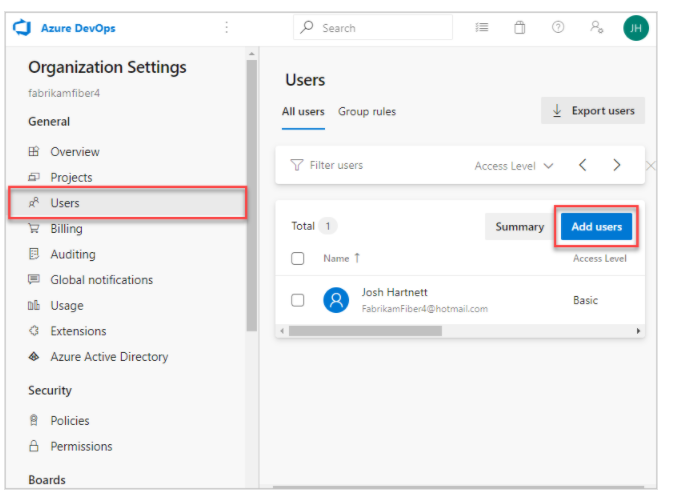 Azure DevOps
Search
JH
Organization Settings
fabrikamfiber4
General
Overview
Projects
Users
Billing
Auditing
Global notifications
Usage
Extensions
Azure Active Directory
Security
Policies
Permissions
Boards
Users
All users Group rules
Export users
Filter users
Access Level
Total 1
Summary
Add users
Name ↑
Access Level
Josh Hartnett
FabrikamFiber4@hotmail.com
Basic